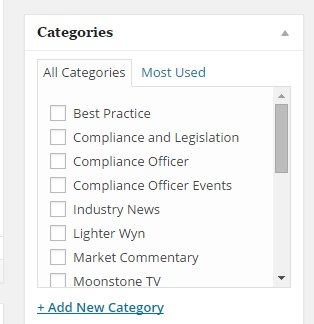 Categories
All Categories Most Used
Best Practice
Compliance and Legislation
Compliance Officer
Compliance Officer Events
Industry News
Lighter Wyn
Market Commentary
Moonstone TV
+ Add New Category